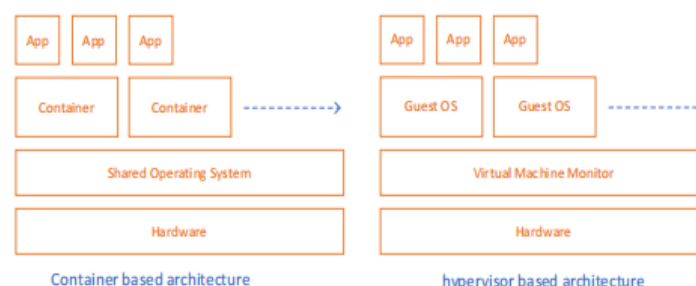 App App App
Container Container
Shared Operating System
Hardware
Container based architecture
App App App
Guest OS Guest OS
Virtual Machine Monitor
Hardware
hypervisor based architecture